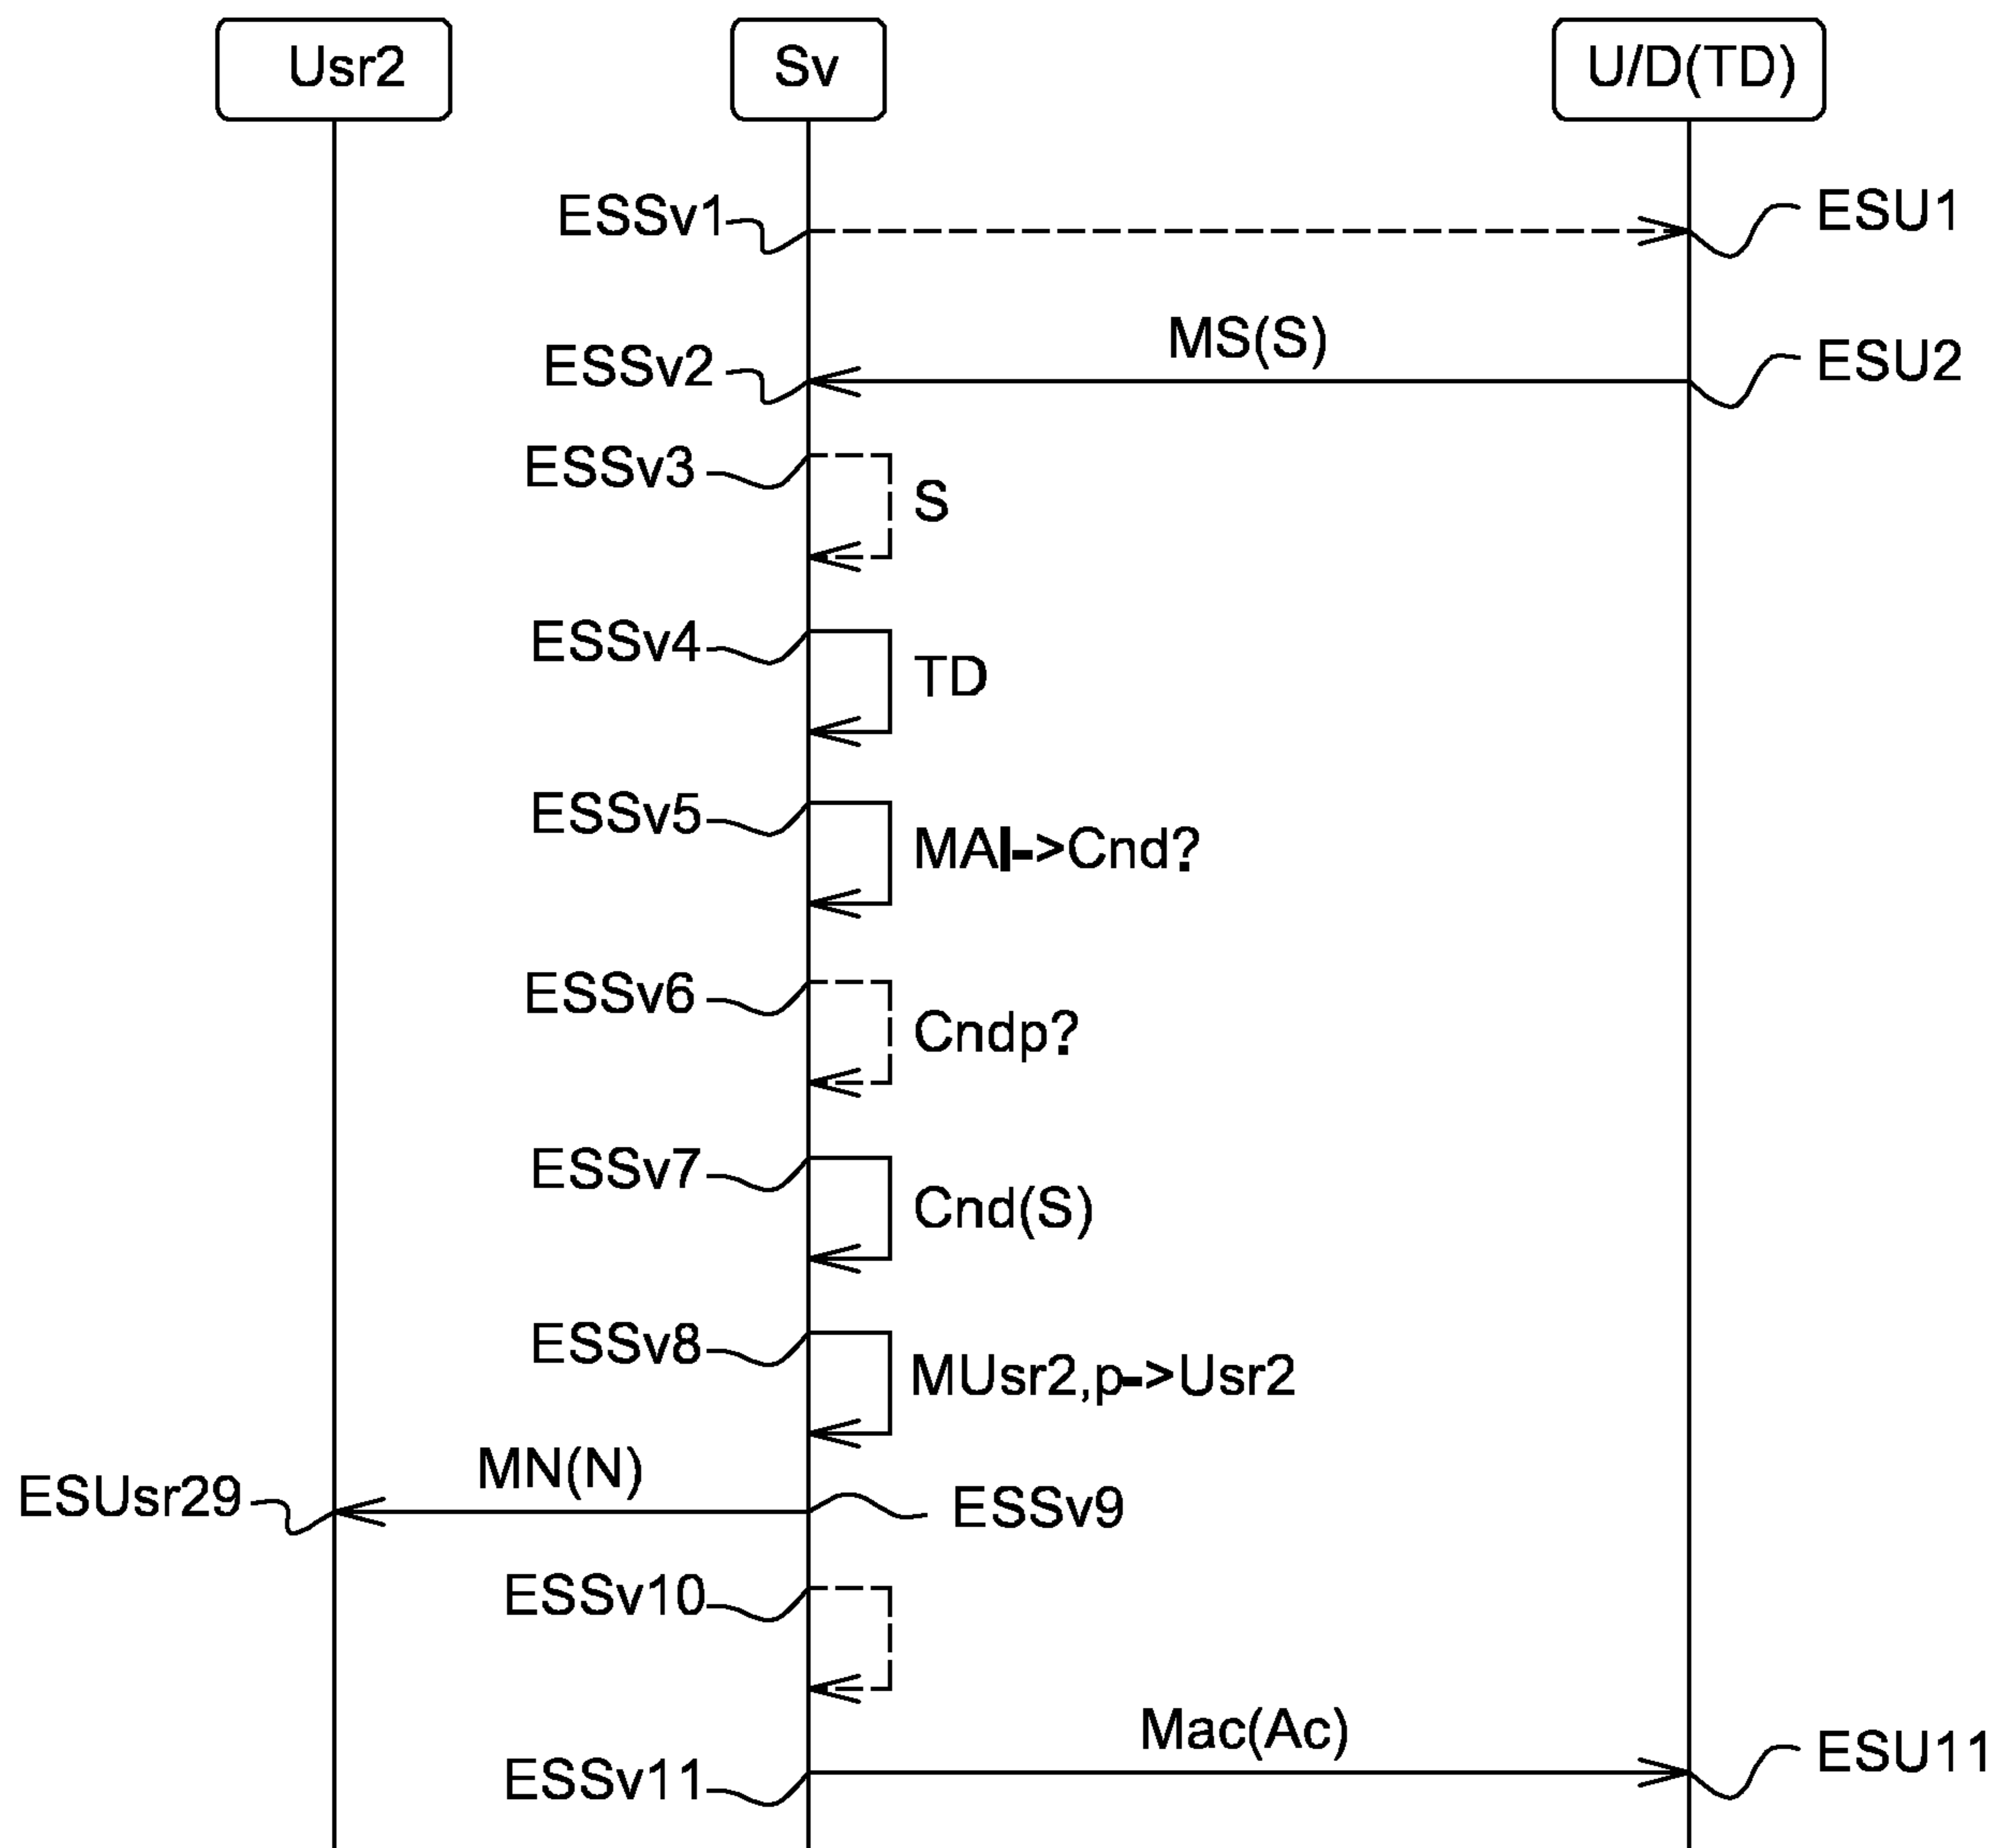 Usr2
Sv
U/D(TD)
ESSv1
ESU1
MS(S)
ESSv2
ESU2
ESSv3
S
ESSv4
TD
ESSv5
MAI->Cnd?
ESSv6
Cndp?
ESSv7
Cnd(S)
ESSv8
MUsr2,p->Usr2
MN(N)
ESUsr29
ESSv9
ESSv10
Mac(Ac)
ESSv11
ESU11